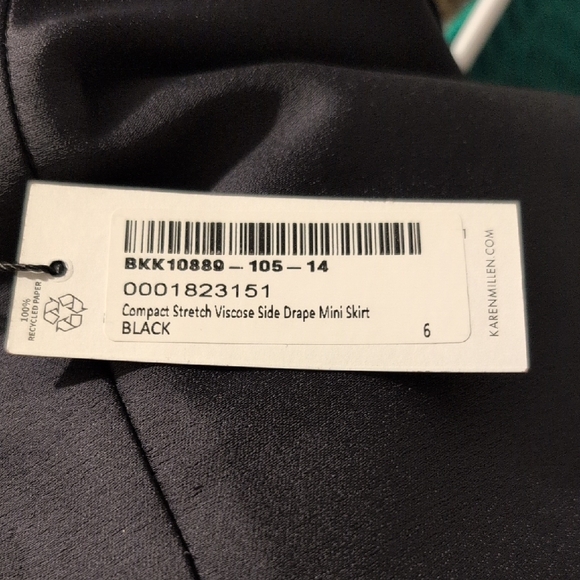 BKK10889-105-14
0001823151
Compact Stretch Viscose Side Drape Mini Skirt
BLACK 6
100%
RECYCLED PAPER
KARENMILLEN.COM